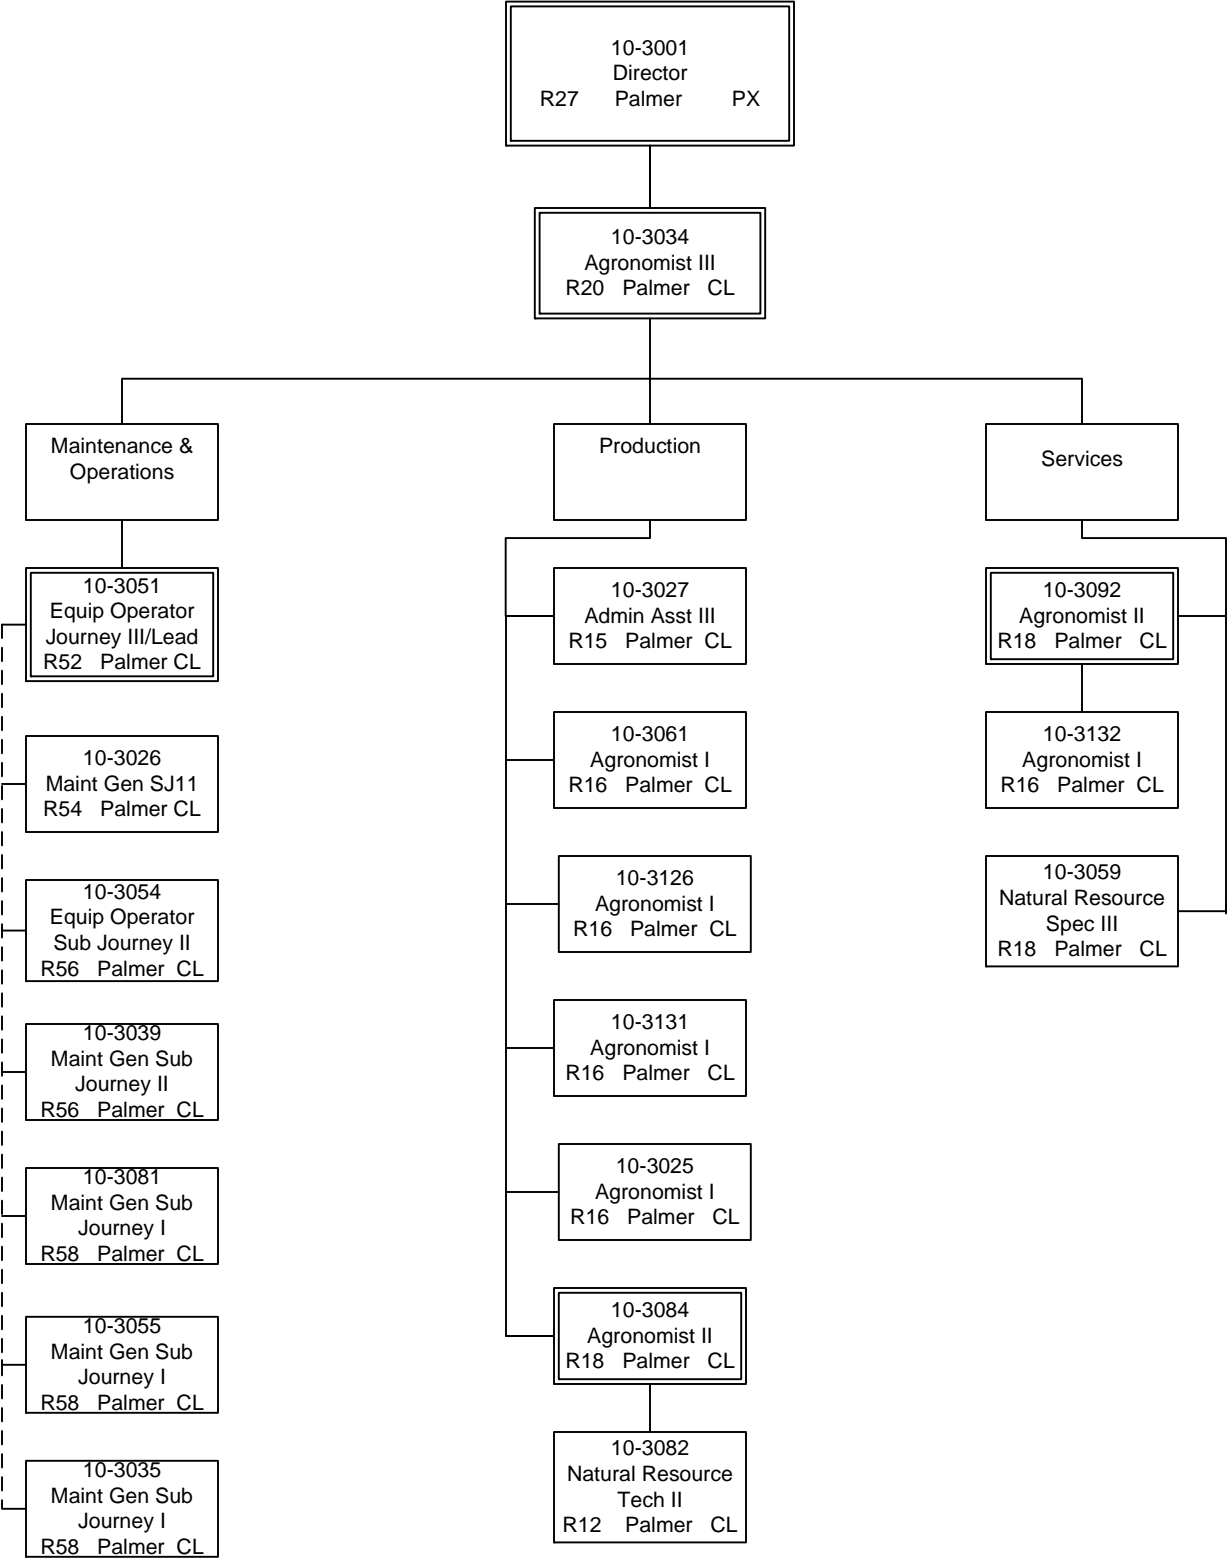 10-3001
Director
R27 Palmer PX
10-3034
Agronomist III
R20 Palmer CL
Maintenance &
Operations
10-3051
Equip Operator
Journey III/Lead
R52 Palmer CL
10-3026
Maint Gen SJ11
R54 Palmer CL
10-3054
Equip Operator
Sub Journey II
R56 Palmer CL
10-3039
Maint Gen Sub
Journey II
R56 Palmer CL
10-3081
Maint Gen Sub
Journey I
R58 Palmer CL
10-3055
Maint Gen Sub
Journey I
R58 Palmer CL
10-3035
Maint Gen Sub
Journey I
R58 Palmer CL
Production
10-3027
Admin Asst III
R15 Palmer CL
10-3061
Agronomist I
R16 Palmer CL
10-3126
Agronomist I
R16 Palmer CL
10-3131
Agronomist I
R16 Palmer CL
10-3025
Agronomist I
R16 Palmer CL
10-3084
Agronomist II
R18 Palmer CL
10-3082
Natural Resource
Tech II
R12 Palmer CL
Services
10-3092
Agronomist II
R18 Palmer CL
10-3132
Agronomist I
R16 Palmer CL
10-3059
Natural Resource
Spec III
R18 Palmer CL